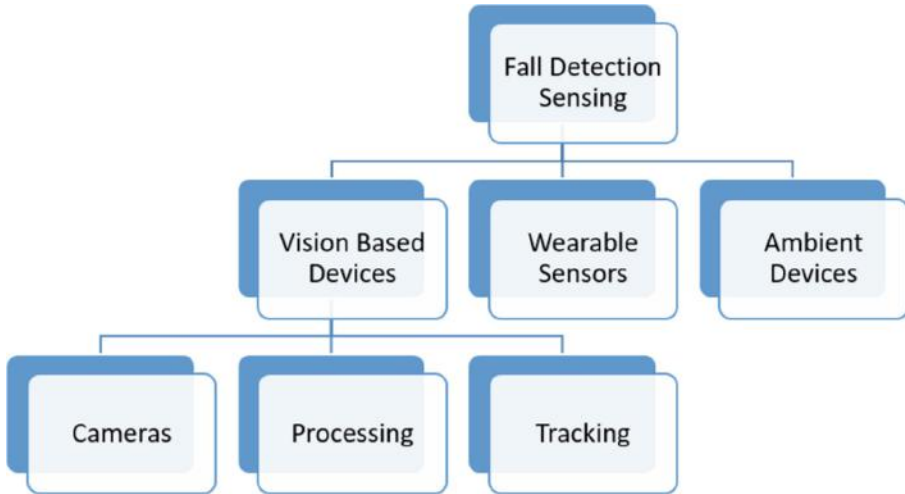 Fall Detection
Sensing
Vision Based
Devices
Wearable
Sensors
Ambient
Devices
Cameras
Processing
Tracking